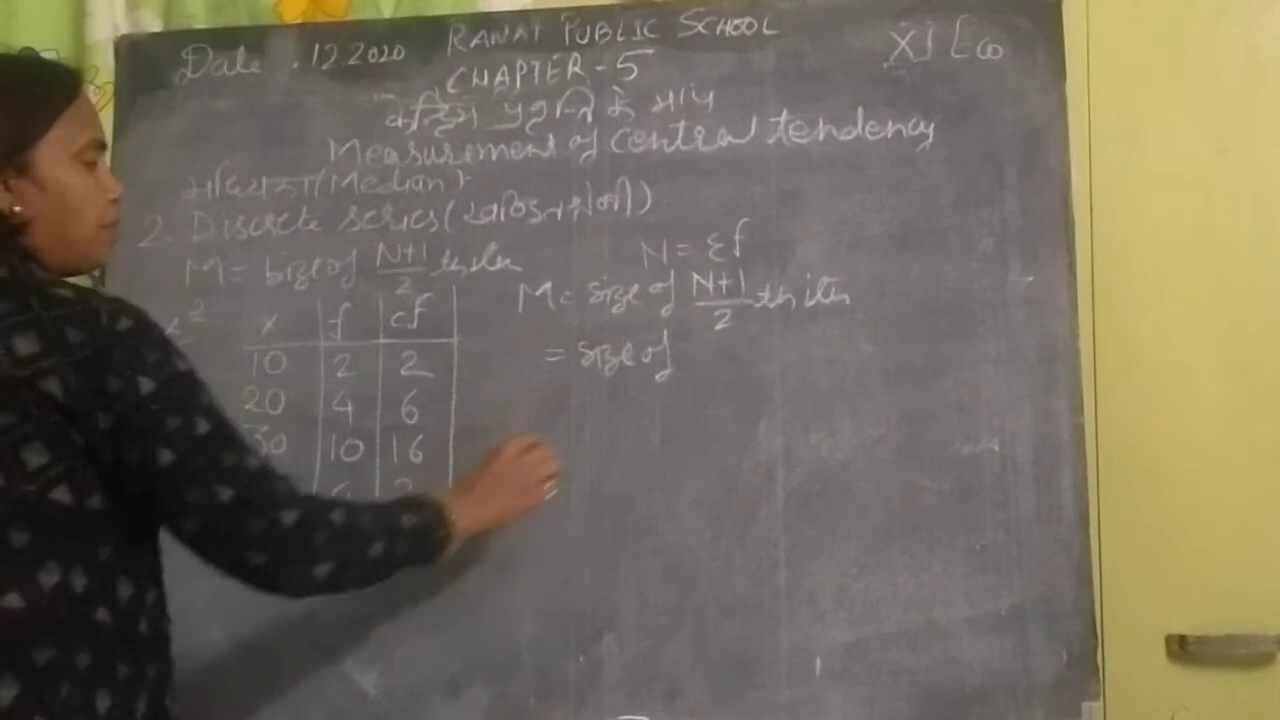 Date .12.2020 RANAT PUBLIC SCHOOL XI Eco
CHAPTER-5
केन्द्रिय प्रवृत्ति के माप
Measurement of central tendency
माध्यिका (Median):
2. Discrete series (खण्डित श्रेणी)
M = Size of N+1/2 th item N = Σf
M = Size of N+1/2 th item
= Size of
x f cf
10 2 2
20 4 6
30 10 16